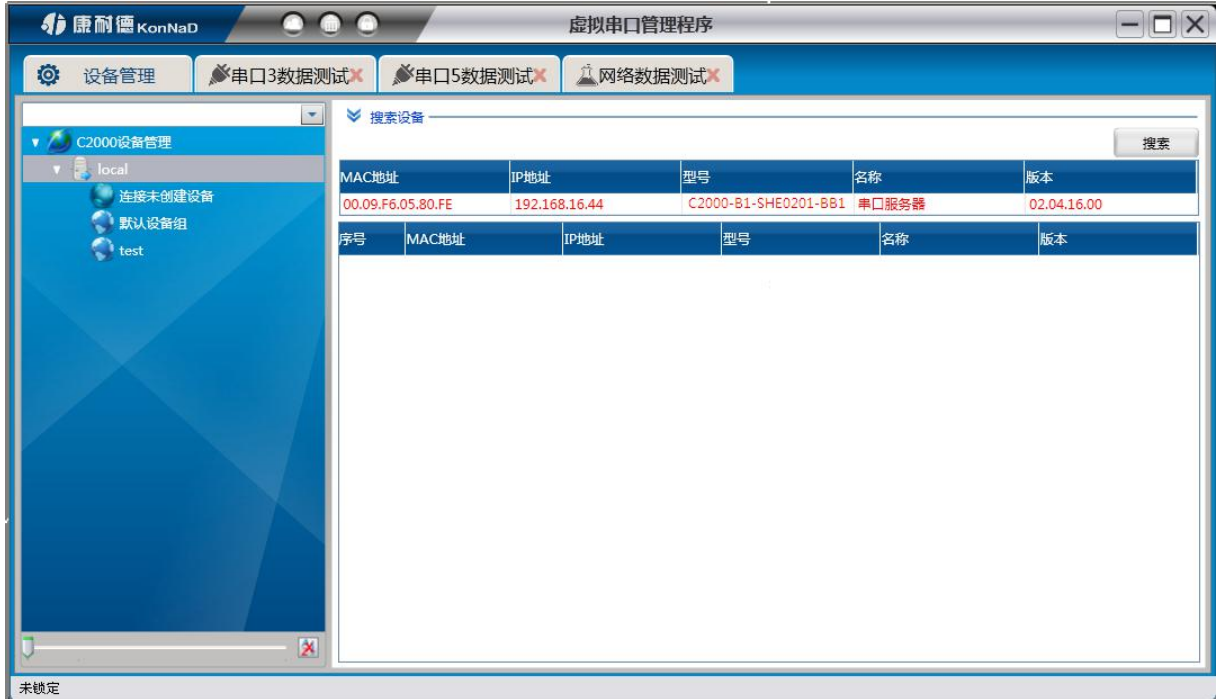 康耐德 KonNaD 虚拟串口管理程序
设备管理 串口3数据测试 串口5数据测试 网络数据测试
搜索设备
C2000设备管理
搜索
local
MAC地址 IP地址 型号 名称 版本
连接未创建设备
00.09.F6.05.80.FE 192.168.16.44 C2000-B1-SHE0201-BB1 串口服务器 02.04.16.00
默认设备组
序号 MAC地址 IP地址 型号 名称 版本
test
未锁定